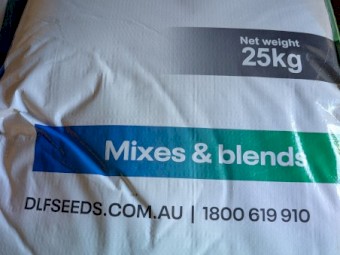 Net weight
25kg
Mixes & blends
DLFSEEDS.COM.AU | 1800 619 910